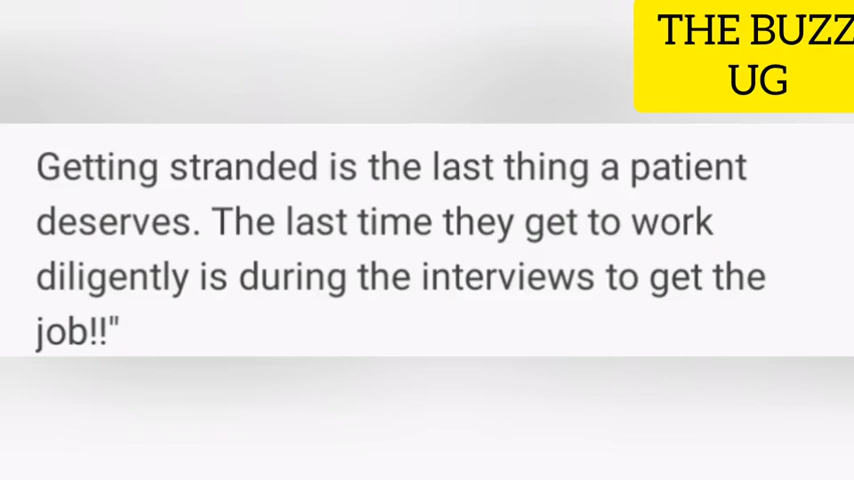 THE BUZZ
UG
Getting stranded is the last thing a patient
deserves. The last time they get to work
diligently is during the interviews to get the
job!!"